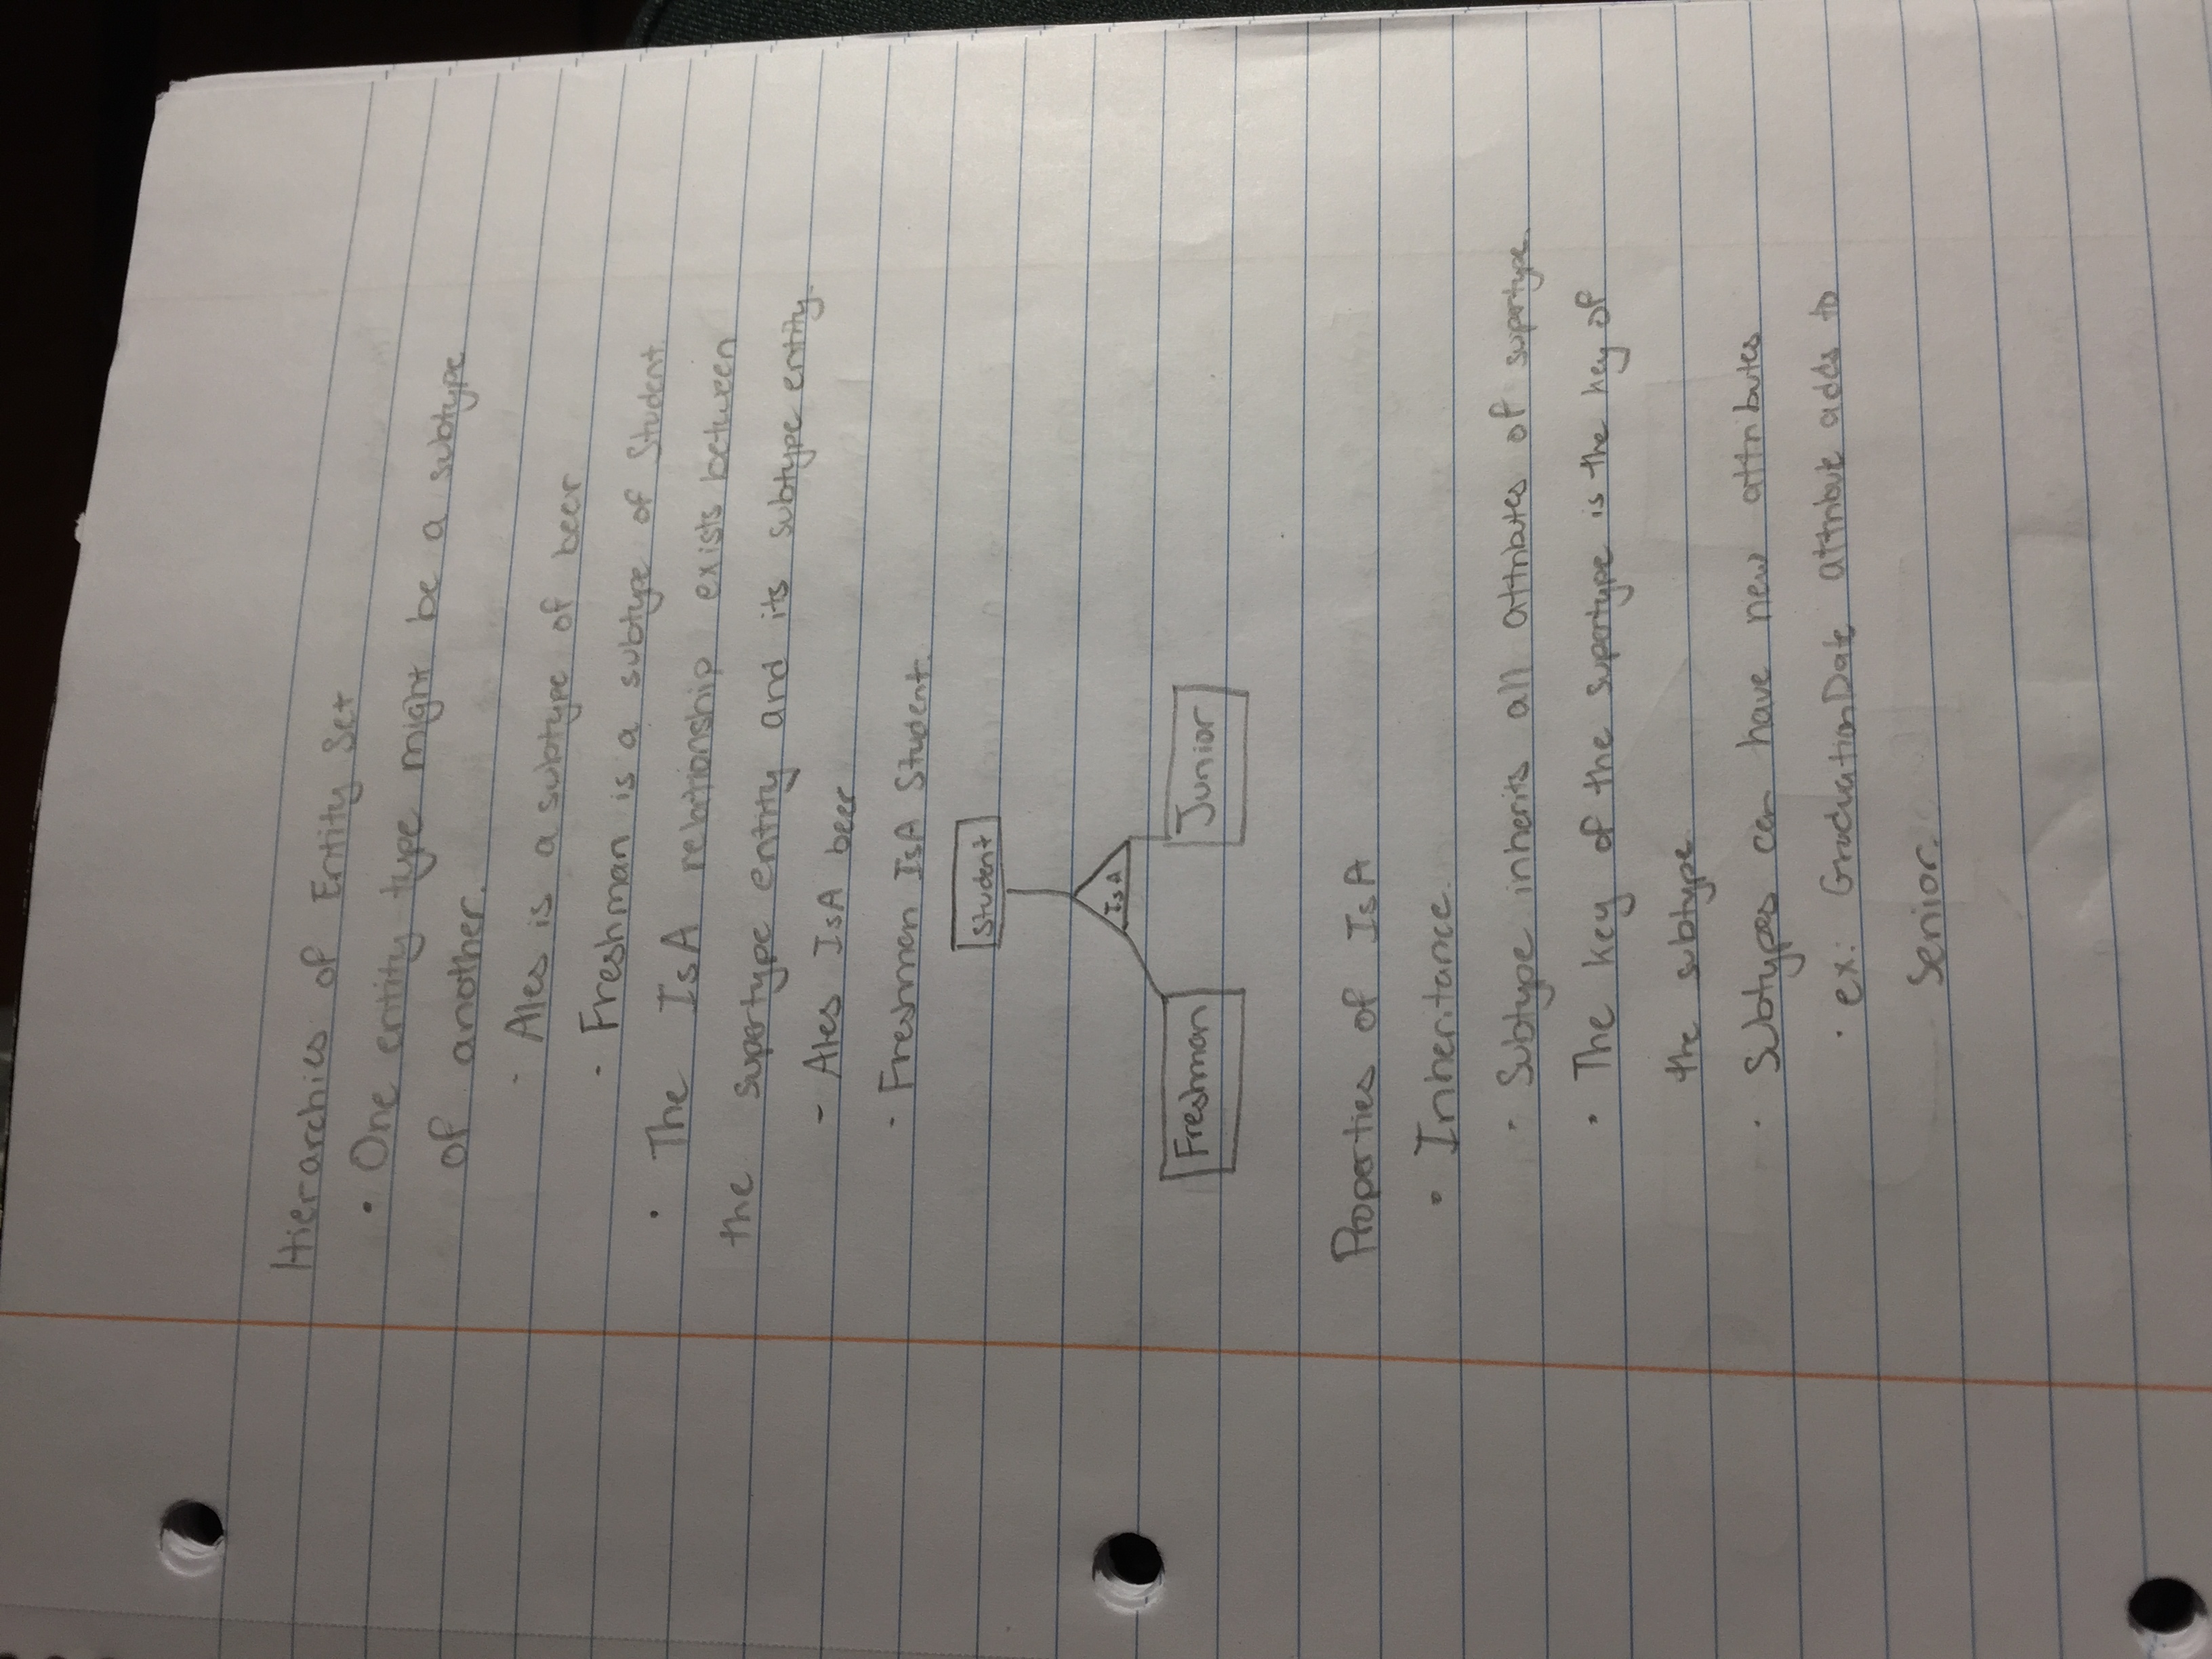 Hierarchies of Entity Set
• One entity type might be a subtype
of another.
- Ales is a subtype of beer
- Freshman is a subtype of Student.
• The IsA relationship exists between
the supertype entity and its subtype entity.
- Ales IsA beer
- Freshman IsA Student.
Student
IsA
Freshman Junior
Properties of IsA
• Inheritance.
• Subtype inherits all attributes of supertype.
• The key of the supertype is the key of
the subtype.
• Subtypes can have new attributes
• ex: GraduationDate attribute adds to
Senior.